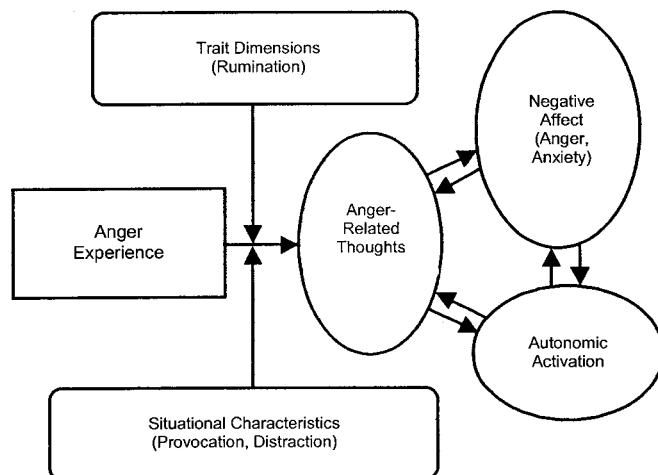 Trait Dimensions
(Rumination)
Negative
Affect
(Anger,
Anxiety)
Anger
Experience
Anger-
Related
Thoughts
Autonomic
Activation
Situational Characteristics
(Provocation, Distraction)